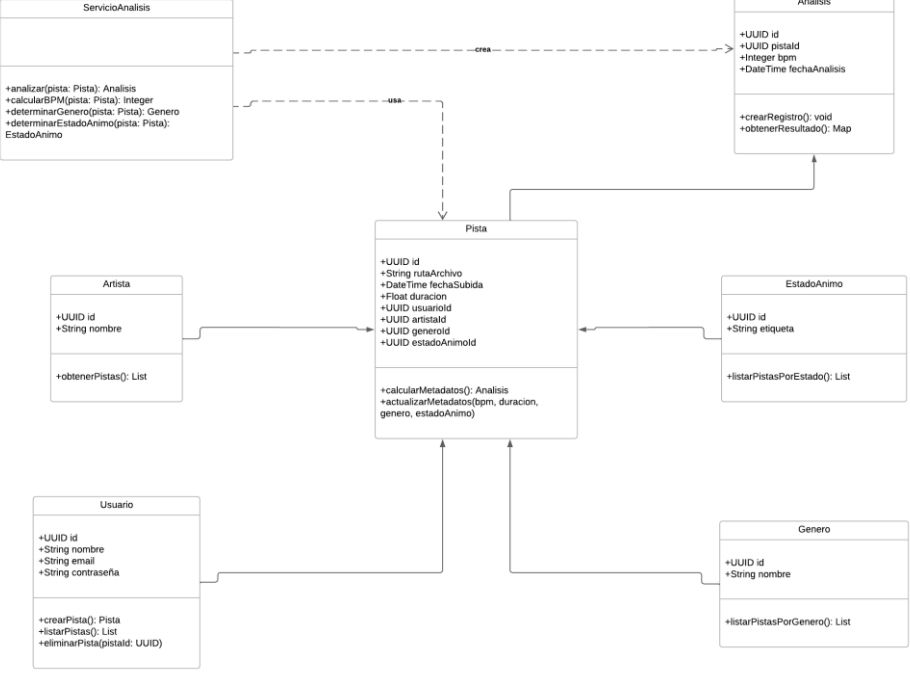 ServicioAnalisis
+analizar(pista: Pista): Analisis
+calcularBPM(pista: Pista): Integer
+determinarGenero(pista: Pista): Genero
+determinarEstadoAnimo(pista: Pista):
EstadoAnimo
crea
usa
Analisis
+UUID id
+UUID pistaId
+Integer bpm
+DateTime fechaAnalisis
+crearRegistro(): void
+obtenerResultado(): Map
Pista
+UUID id
+String rutaArchivo
+DateTime fechaSubida
+Float duracion
+UUID usuarioId
+UUID artistaId
+UUID generoId
+UUID estadoAnimoId
+calcularMetadatos(): Analisis
+actualizarMetadatos(bpm, duracion,
genero, estadoAnimo)
Artista
+UUID id
+String nombre
+obtenerPistas(): List
EstadoAnimo
+UUID id
+String etiqueta
+listarPistasPorEstado(): List
Usuario
+UUID id
+String nombre
+String email
+String contraseña
+crearPista(): Pista
+listarPistas(): List
+eliminarPista(pistaId: UUID)
Genero
+UUID id
+String nombre
+listarPistasPorGenero(): List